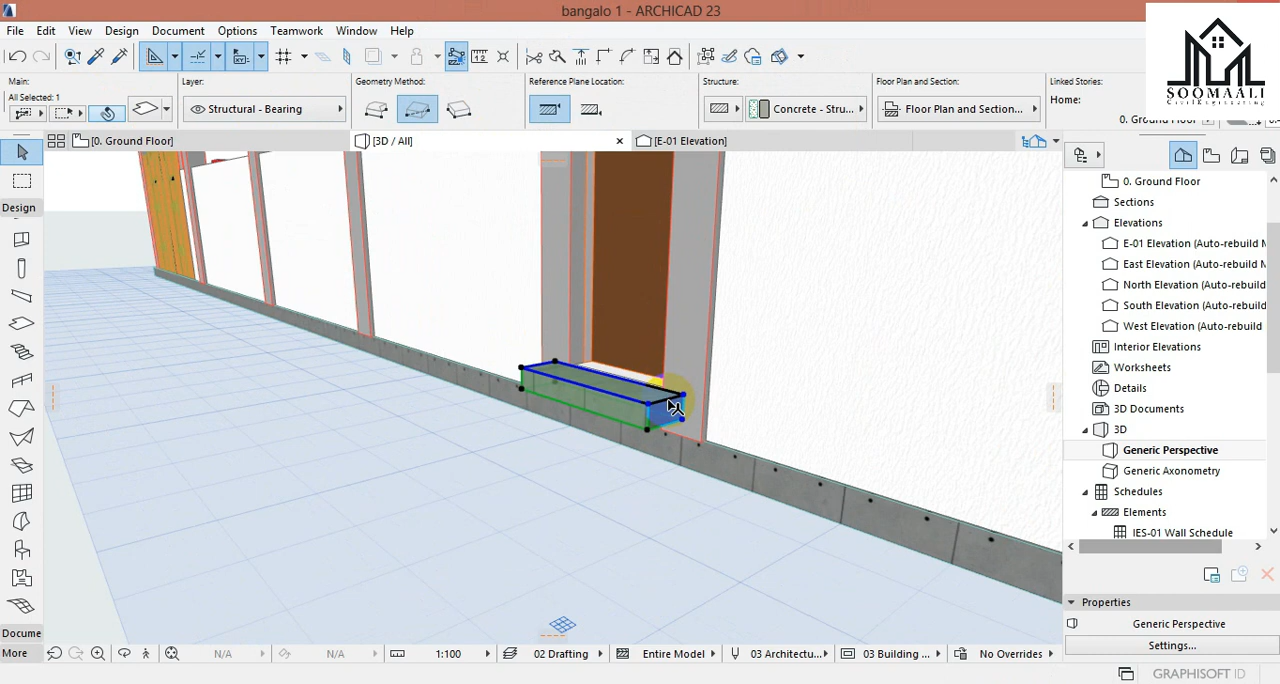 bangalo 1 - ARCHICAD 23
File Edit View Design Document Options Teamwork Window Help
Main:
All Selected: 1
Layer:
Structural - Bearing
Geometry Method:
Reference Plane Location:
Structure:
Concrete - Stru...
Floor Plan and Section:
Floor Plan and Section...
Linked Stories:
Home:
0. Ground Floor
SOOMAALI
Civil Engineering
[0. Ground Floor]
[3D / All]
[E-01 Elevation]
Design
Docume
More
0. Ground Floor
Sections
Elevations
E-01 Elevation (Auto-rebuild M
East Elevation (Auto-rebuild M
North Elevation (Auto-rebuild
South Elevation (Auto-rebuild
West Elevation (Auto-rebuild
Interior Elevations
Worksheets
Details
3D Documents
3D
Generic Perspective
Generic Axonometry
Schedules
Elements
IES-01 Wall Schedule
Properties
Generic Perspective
Settings...
N/A
N/A
1:100
02 Drafting
Entire Model
03 Architectu...
03 Building ...
No Overrides
GRAPHISOFT ID